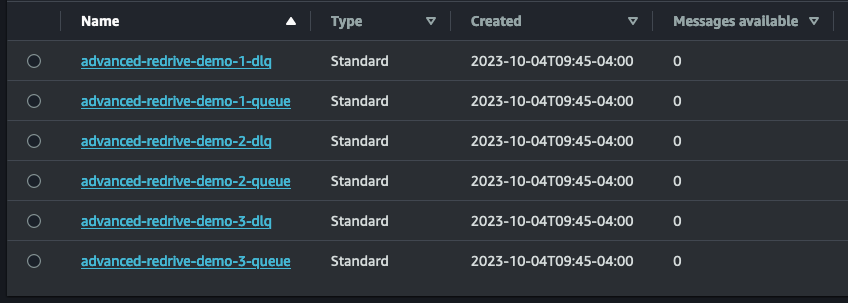 Name Type Created Messages available
advanced-redrive-demo-1-dlq Standard 2023-10-04T09:45-04:00 0
advanced-redrive-demo-1-queue Standard 2023-10-04T09:45-04:00 0
advanced-redrive-demo-2-dlq Standard 2023-10-04T09:45-04:00 0
advanced-redrive-demo-2-queue Standard 2023-10-04T09:45-04:00 0
advanced-redrive-demo-3-dlq Standard 2023-10-04T09:45-04:00 0
advanced-redrive-demo-3-queue Standard 2023-10-04T09:45-04:00 0